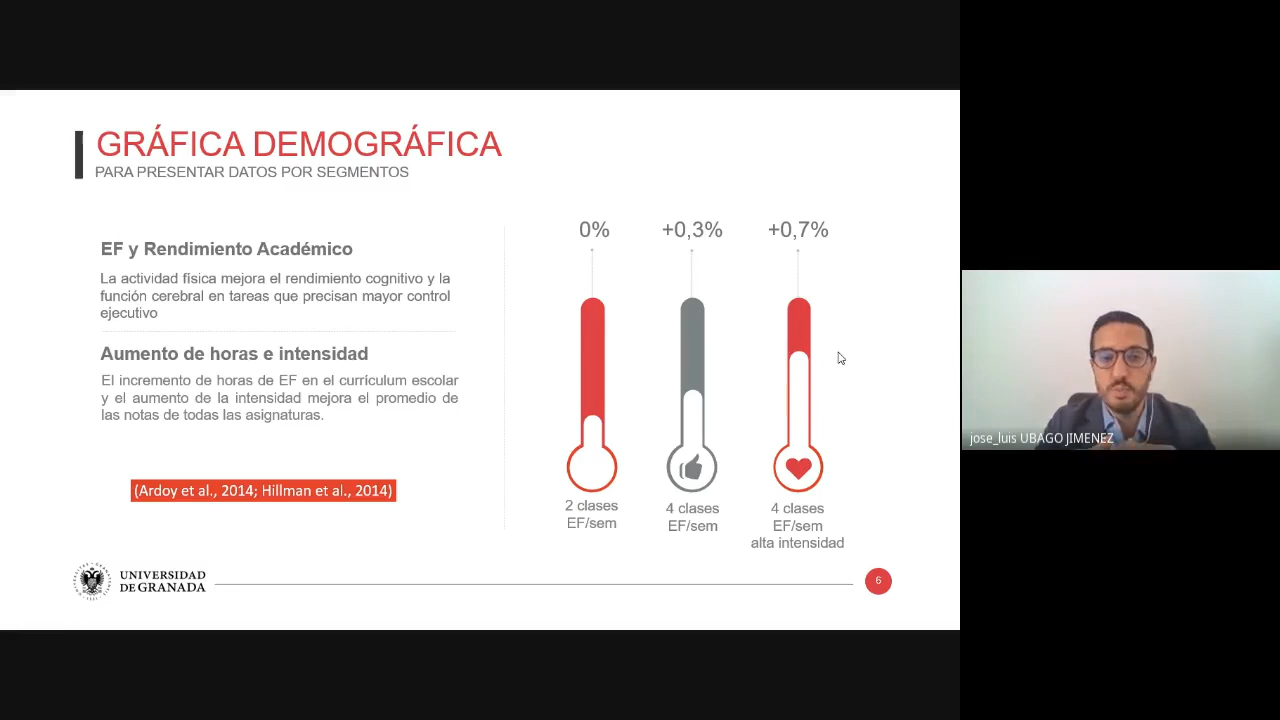 GRÁFICA DEMOGRÁFICA
PARA PRESENTAR DATOS POR SEGMENTOS
EF y Rendimiento Académico
La actividad física mejora el rendimiento cognitivo y la
función cerebral en tareas que precisan mayor control
ejecutivo
Aumento de horas e intensidad
El incremento de horas de EF en el currículum escolar
y el aumento de la intensidad mejora el promedio de
las notas de todas las asignaturas.
(Ardoy et al., 2014; Hillman et al., 2014)
0%
+0,3%
+0,7%
2 clases
EF/sem
4 clases
EF/sem
4 clases
EF/sem
alta intensidad
UNIVERSIDAD
DE GRANADA
6
jose_luis UBAGO JIMENEZ